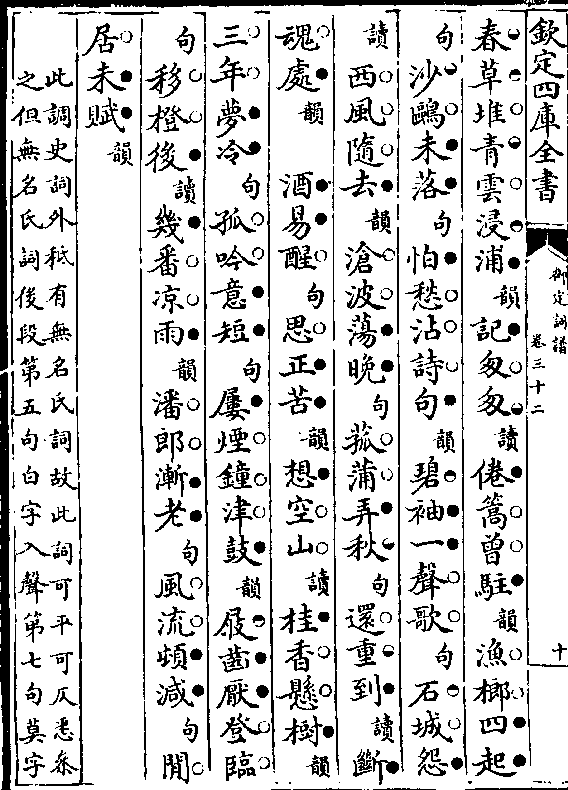 欽定四庫全書
御定詞譜
卷三十二
十
春草堆青雲浸浦韻記匆匆讀倦篙曾駐韻漁榔四起
句沙鷗未落句怕愁沾詩句韻碧袖一聲歌句石城怨
讀西風隨去韻滄波蕩晚句菰蒲弄秋句還重到讀斷
魂處韻酒易醒句思正苦韻想空山讀桂香懸樹韻
三年夢冷句孤吟意短句屢煙鐘津鼓韻屐齒厭登臨
句移橙後讀幾番凉雨韻潘郎漸老句風流頓減句閒
居未賦韻
此調史詞外秪有無名氏詞故此詞可平可仄悉叅
之但無名氏詞後段第五句白字入聲第七句莫字